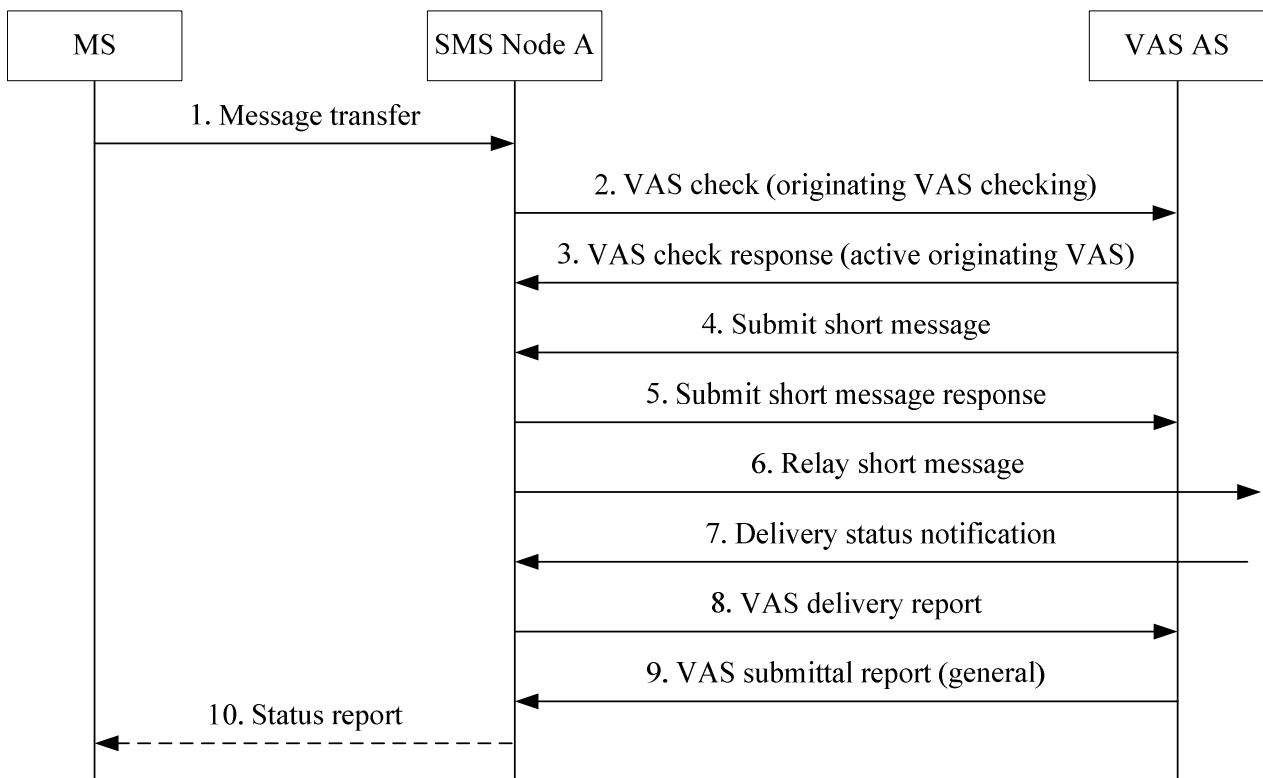 MS
SMS Node A
VAS AS
1. Message transfer
2. VAS check (originating VAS checking)
3. VAS check response (active originating VAS)
4. Submit short message
5. Submit short message response
6. Relay short message
7. Delivery status notification
8. VAS delivery report
9. VAS submittal report (general)
10. Status report